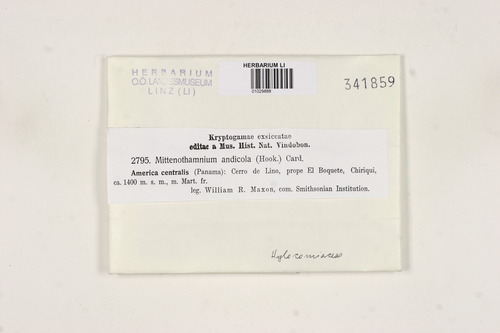 HERBARIUM
O.Ö. LANDESMUSEUM
LINZ (LI)
HERBARIUM LI
01029888
341859
Kryptogamae exsiccatae
editae a Mus. Hist. Nat. Vindobon.
2795. Mittenothamnium andicola (Hook.) Card.
America centralis (Panama): Cerro de Lino, prope El Boquete, Chiriqui,
ca. 1400 m. s. m., m. Mart. fr.
leg. William R. Maxon, com. Smithsonian Institution.